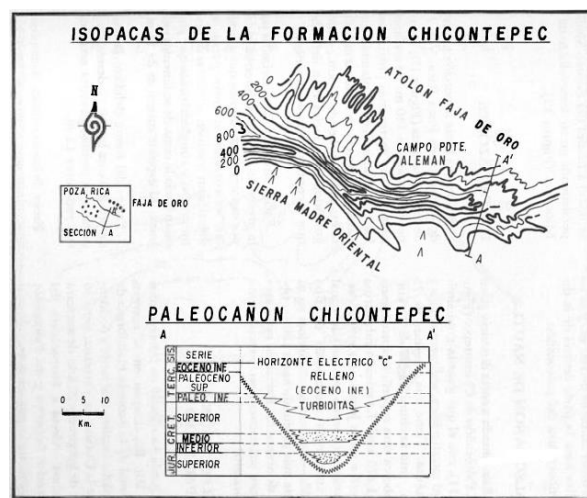 ISOPACAS DE LA FORMACION CHICONTEPEC
N
0
200
400
600
800
400
200
0
ATOLON FAJA DE ORO
CAMPO PDTE.
ALEMAN
A'
SIERRA MADRE ORIENTAL
A
POZA RICA
FAJA DE ORO
SECCION A
PALEOCAÑON CHICONTEPEC
A A'
SIS
SERIE
HORIZONTE ELECTRICO "C"
TERC.
EOCENO INF
RELLENO
PALEOCENO
SUP
(EOCENO INF)
PALEO. INF
TURBIDITAS
CRET
SUPERIOR
MEDIO
INFERIOR
JUR.
SUPERIOR
0 5 10
Km.